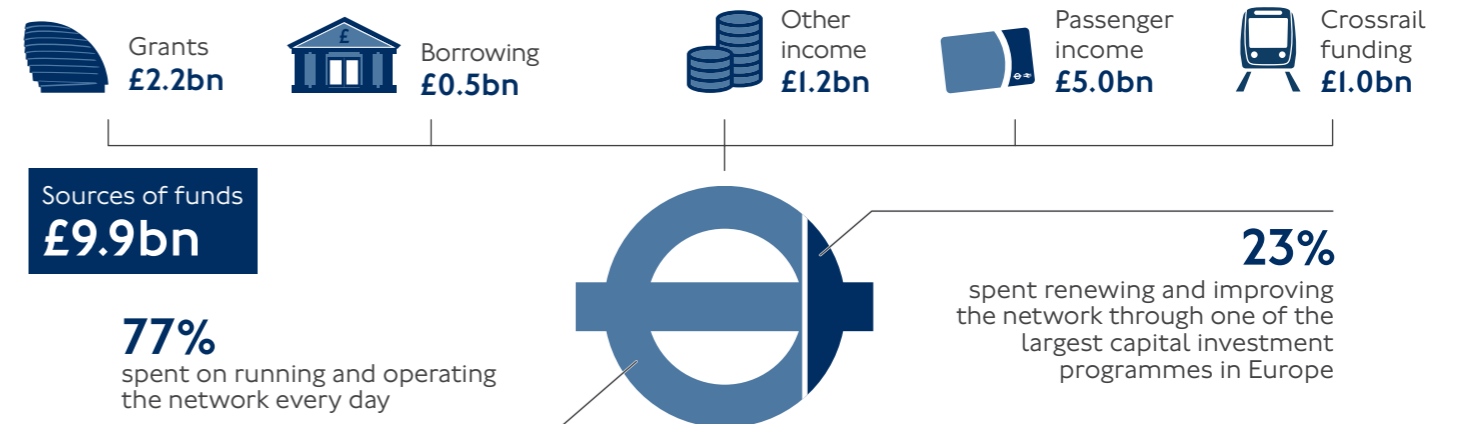 Grants
£2.2bn
Borrowing
£0.5bn
Other
income
£1.2bn
Passenger
income
£5.0bn
Crossrail
funding
£1.0bn
£
Sources of funds
£9.9bn
77%
spent on running and operating
the network every day
23%
spent renewing and improving
the network through one of the
largest capital investment
programmes in Europe